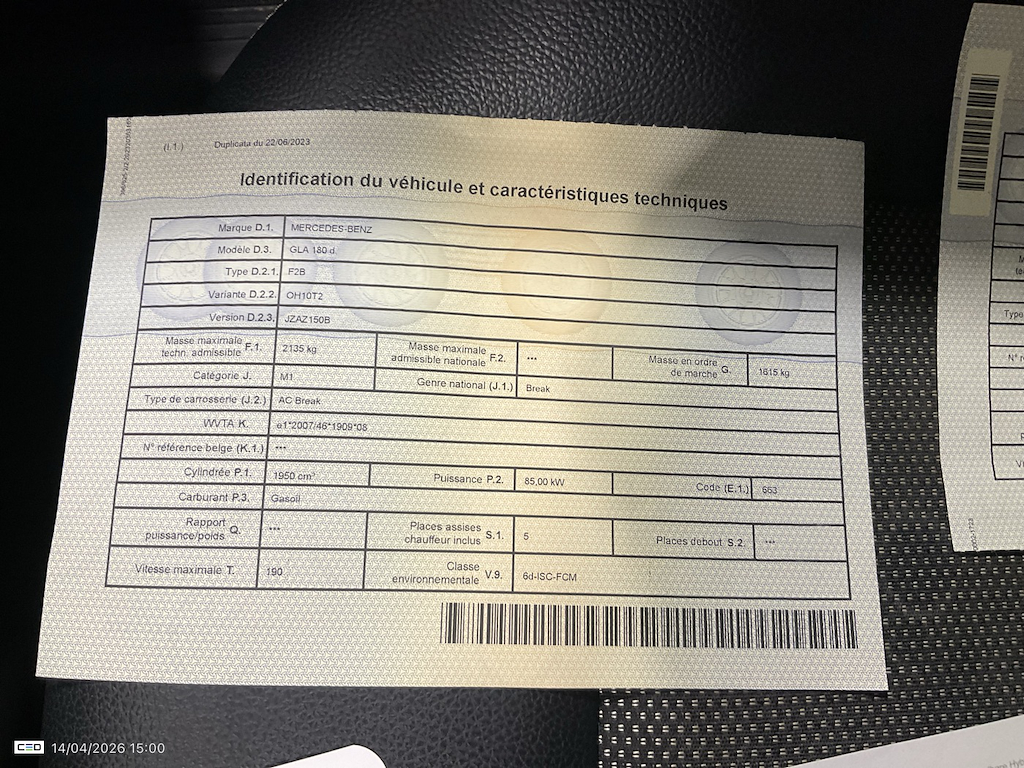 (I.1.) Duplicata du 22/06/2023
Identification du véhicule et caractéristiques techniques
Marque D.1. MERCEDES-BENZ
Modèle D.3. GLA 180 d
Type D.2.1. F2B
Variante D.2.2. OH10T2
Version D.2.3. JZAZ150B
Masse maximale techn. admissible F.1. 2135 kg Masse maximale admissible nationale F.2. *** Masse en ordre de marche G. 1615 kg
Catégorie J. M1 Genre national (J.1.) Break
Type de carrosserie (J.2.) AC Break
WVTA K. e1*2007/46*1909*08
N° référence belge (K.1.) ***
Cylindrée P.1. 1950 cm³ Puissance P.2. 85,00 kW Code (E.1.) 663
Carburant P.3. Gasoil
Rapport puissance/poids Q. *** Places assises chauffeur inclus S.1. 5 Places debout S.2. ***
Vitesse maximale T. 190 Classe environnementale V.9. 6d-ISC-FCM
Type
CEO 14/04/2026 15:00